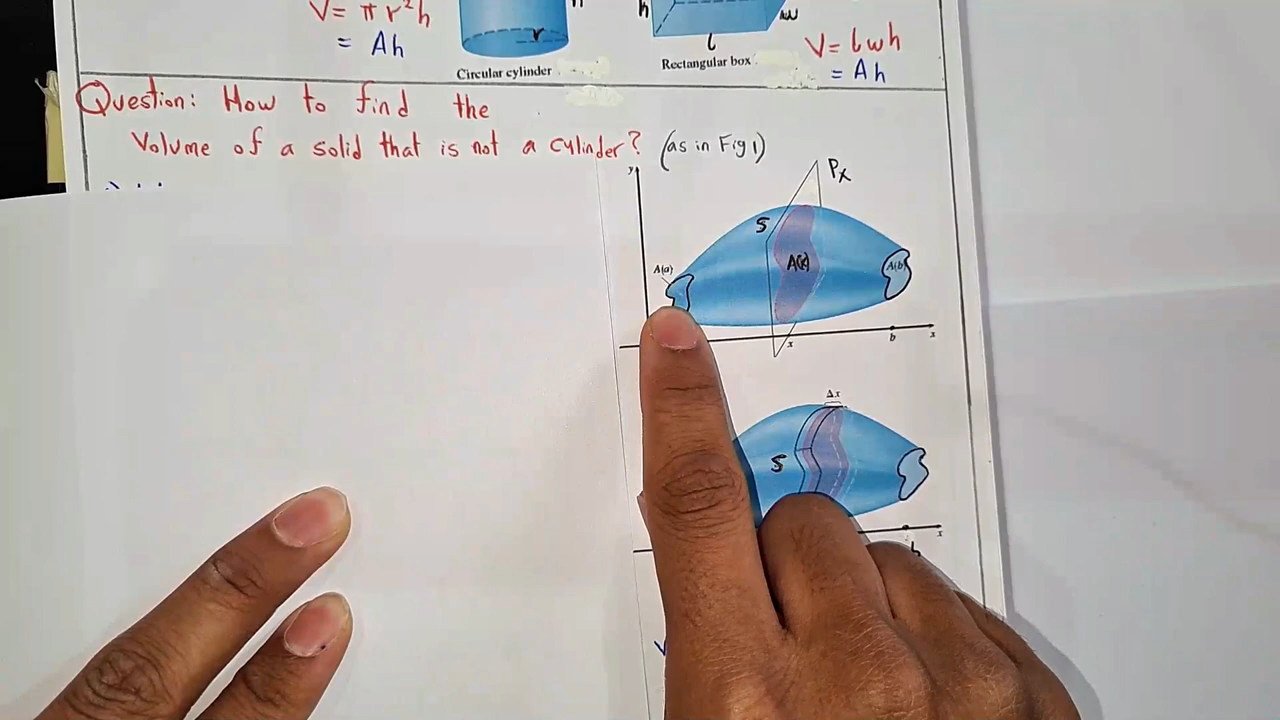 V = πr²h
= Ah
r
Circular cylinder
h
w
l
Rectangular box
V = lwh
= Ah
Question: How to find the
Volume of a solid that is not a cylinder? (as in Fig 1)
y
Px
S
A(a)
A(x)
A(b)
x
b
x
Δx
S
x
b